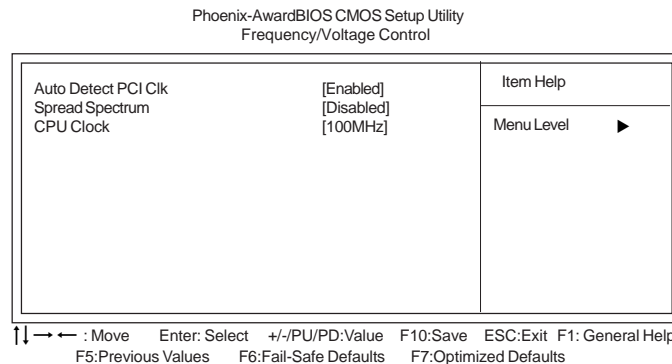 Phoenix-AwardBIOS CMOS Setup Utility
Frequency/Voltage Control
Auto Detect PCI Clk [Enabled]
Spread Spectrum [Disabled]
CPU Clock [100MHz]
Item Help
Menu Level ▶
↑↓→← : Move Enter: Select +/-/PU/PD:Value F10:Save ESC:Exit F1: General Help
F5:Previous Values F6:Fail-Safe Defaults F7:Optimized Defaults